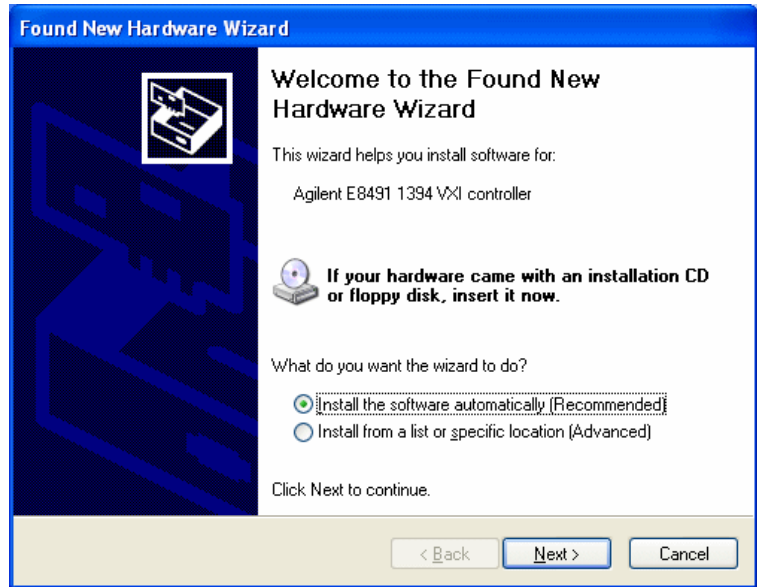 Found New Hardware Wizard
Welcome to the Found New
Hardware Wizard
This wizard helps you install software for:
Agilent E8491 1394 VXI controller
If your hardware came with an installation CD
or floppy disk, insert it now.
What do you want the wizard to do?
Install the software automatically (Recommended)
Install from a list or specific location (Advanced)
Click Next to continue.
< Back Next > Cancel